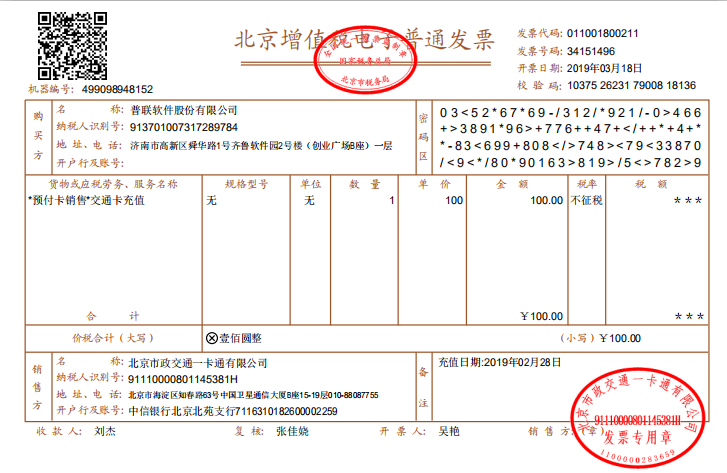 北京增值税电子普通发票
全国统一发票监制章
国家税务总局
北京市税务局
发票代码: 011001800211
发票号码: 34151496
开票日期: 2019年03月18日
校 验 码: 10375 26231 79008 18136
机器编号: 499098948152
购买方
名 称: 普联软件股份有限公司
纳税人识别号: 913701007317289784
地 址、电 话: 济南市高新区舜华路1号齐鲁软件园2号楼（创业广场B座）一层
开户行及账号:
密码区
03<52*67*69-/312/*921/-0>466
+>3891*96>+776++47+</++*+4+*
*-83<699+808</>748><79<33870
/<9<*/80*90163>819>/5<>782>9
货物或应税劳务、服务名称 规格型号 单位 数 量 单 价 金 额 税率 税 额
*预付卡销售*交通卡充值 无 无 1 100 100.00 不征税 ***
合 计 ￥100.00 ***
价税合计（大写） ⊗壹佰圆整 （小写）￥100.00
销售方
名 称: 北京市政交通一卡通有限公司
纳税人识别号: 91110000801145381H
地 址、电 话: 北京市海淀区知春路63号中国卫星通信大厦B座15-19层010-88087755
开户行及账号: 中信银行北京北苑支行7116310182600002259
备注
充值日期:2019年02月28日
收 款 人: 刘杰 复 核: 张佳娆 开 票 人: 吴艳 销 售 方:（章）
北京市政交通一卡通有限公司
91110000801145381H
发票专用章
1100000283659